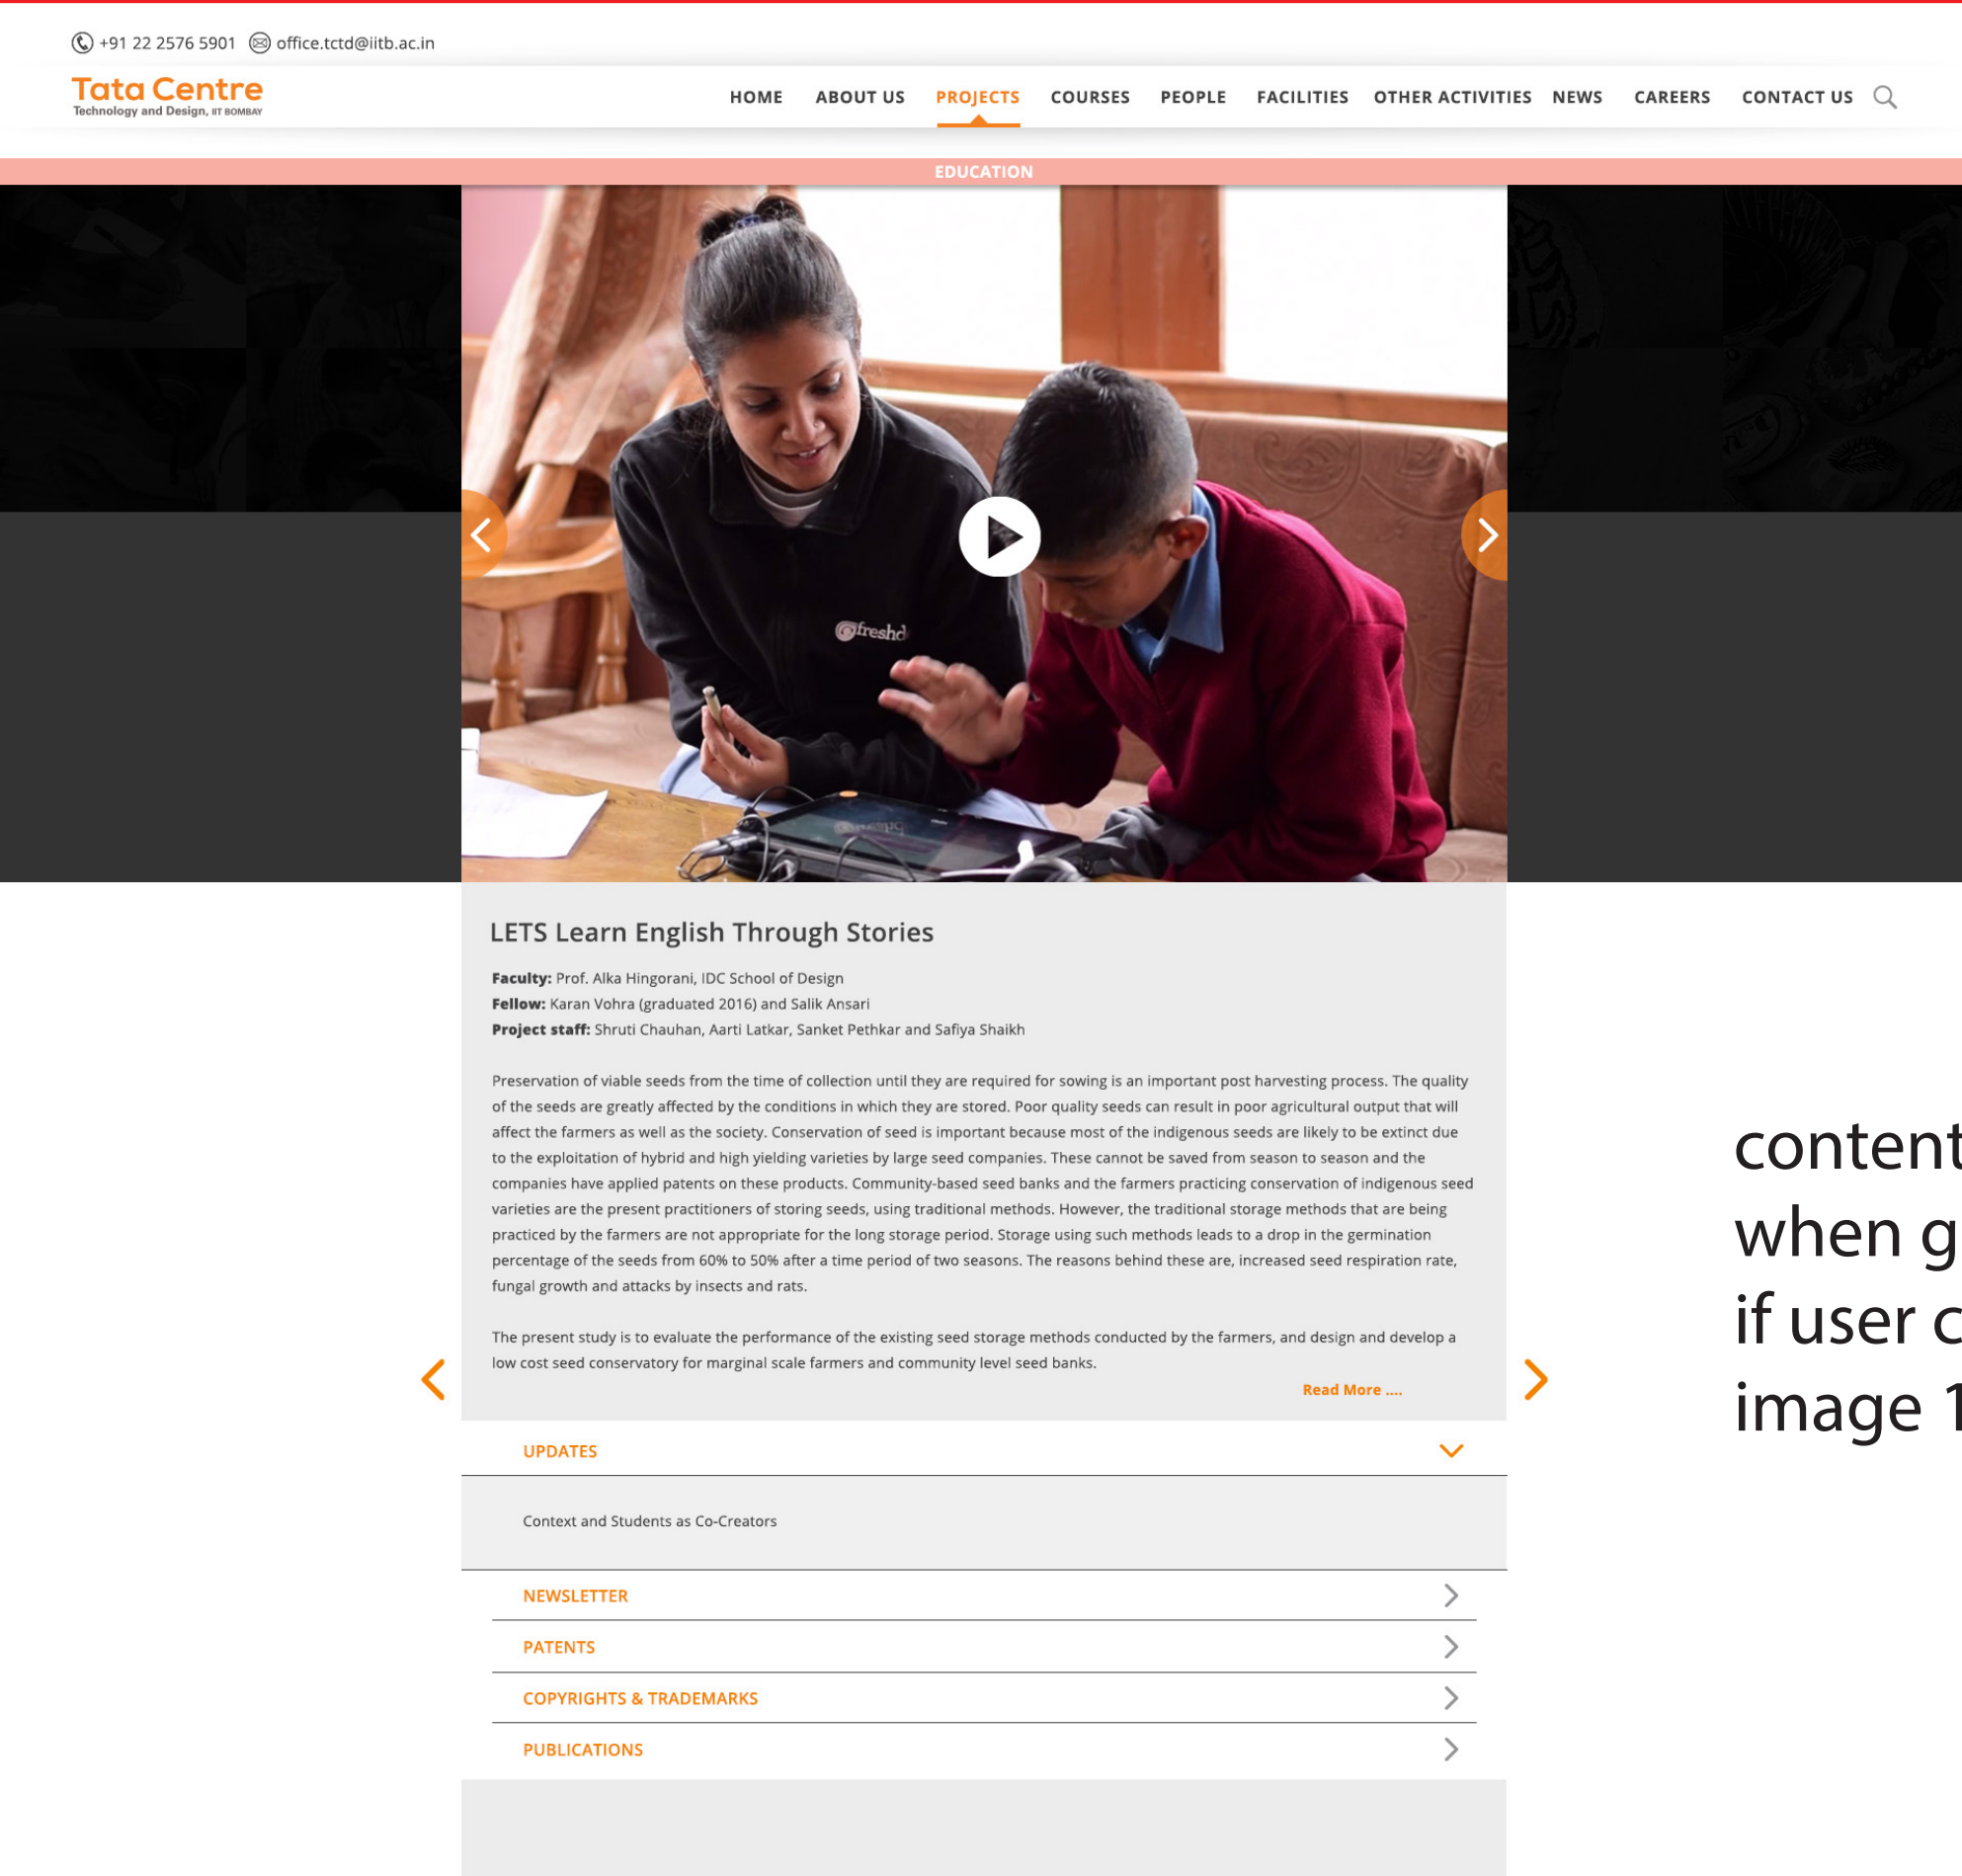 +91 22 2576 5901 office.tctd@iitb.ac.in
Tata Centre
Technology and Design, IIT BOMBAY
HOME ABOUT US PROJECTS COURSES PEOPLE FACILITIES OTHER ACTIVITIES NEWS CAREERS CONTACT US
EDUCATION
freshd
LETS Learn English Through Stories
Faculty: Prof. Alka Hingorani, IDC School of Design
Fellow: Karan Vohra (graduated 2016) and Salik Ansari
Project staff: Shruti Chauhan, Aarti Latkar, Sanket Pethkar and Safiya Shaikh
Preservation of viable seeds from the time of collection until they are required for sowing is an important post harvesting process. The quality
of the seeds are greatly affected by the conditions in which they are stored. Poor quality seeds can result in poor agricultural output that will
affect the farmers as well as the society. Conservation of seed is important because most of the indigenous seeds are likely to be extinct due
to the exploitation of hybrid and high yielding varieties by large seed companies. These cannot be saved from season to season and the
companies have applied patents on these products. Community-based seed banks and the farmers practicing conservation of indigenous seed
varieties are the present practitioners of storing seeds, using traditional methods. However, the traditional storage methods that are being
practiced by the farmers are not appropriate for the long storage period. Storage using such methods leads to a drop in the germination
percentage of the seeds from 60% to 50% after a time period of two seasons. The reasons behind these are, increased seed respiration rate,
fungal growth and attacks by insects and rats.
The present study is to evaluate the performance of the existing seed storage methods conducted by the farmers, and design and develop a
low cost seed conservatory for marginal scale farmers and community level seed banks.
Read More ....
UPDATES
Context and Students as Co-Creators
NEWSLETTER
PATENTS
COPYRIGHTS & TRADEMARKS
PUBLICATIONS
content
when g
if user c
image 1